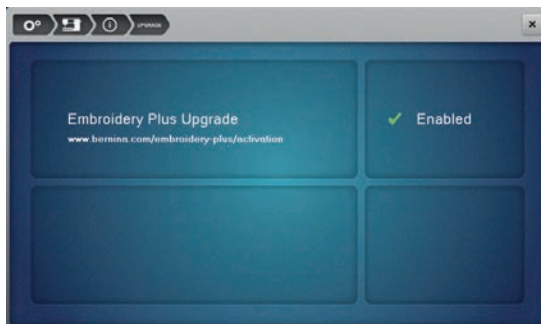 UPGRADE
Embroidery Plus Upgrade
www.bernina.com/embroidery-plus/activation
Enabled